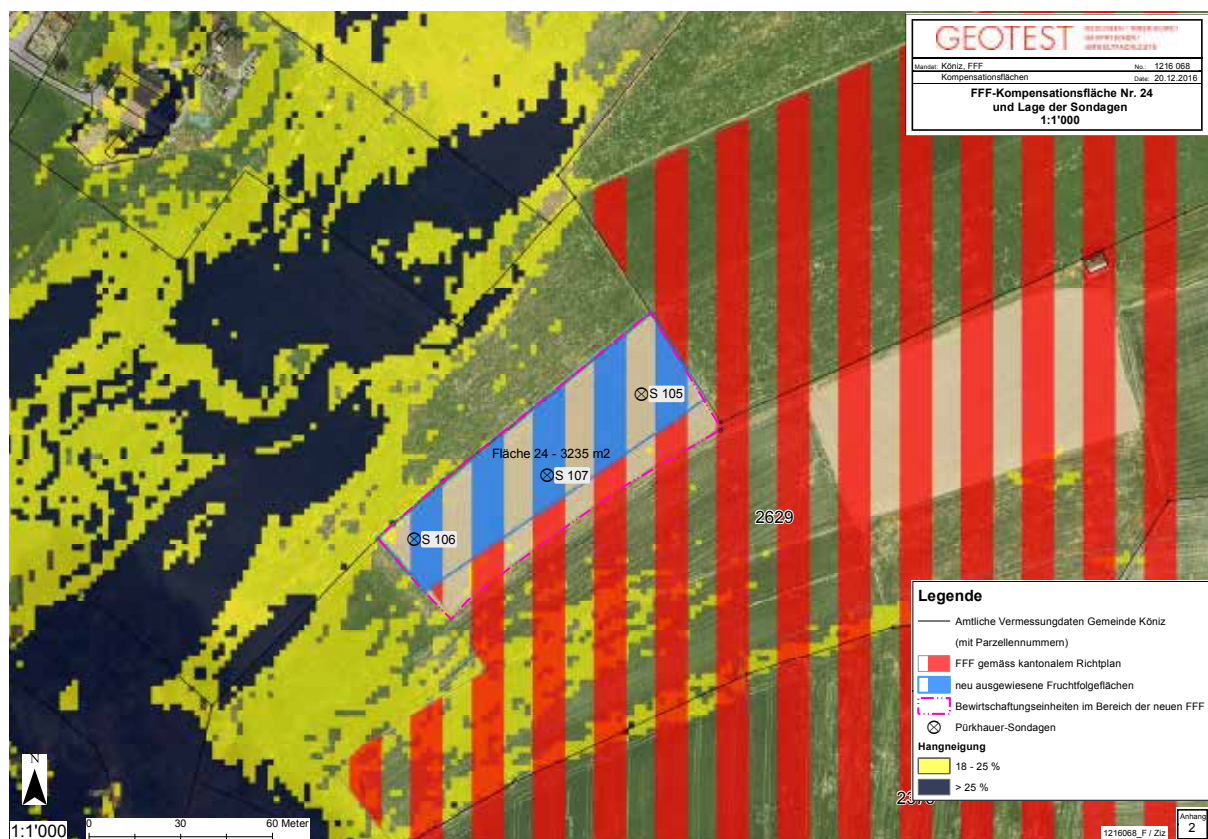 GEOTEST
Mandat: Köniz, FFF No.: 1216 068
Kompensationsflächen Date: 20.12.2016
FFF-Kompensationsfläche Nr. 24
und Lage der Sondagen
1:1'000
S 105
Fläche 24 - 3235 m2
S 107
2629
S 106
Legende
Amtliche Vermessungdaten Gemeinde Köniz
(mit Parzellennummern)
FFF gemäss kantonalem Richtplan
neu ausgewiesene Fruchtfolgeflächen
Bewirtschaftungseinheiten im Bereich der neuen FFF
Pürkhauer-Sondagen
Hangneigung
18 - 25 %
> 25 %
N
1:1'000
0 30 60 Meter
1216068_F / Ziz
Anhang
2